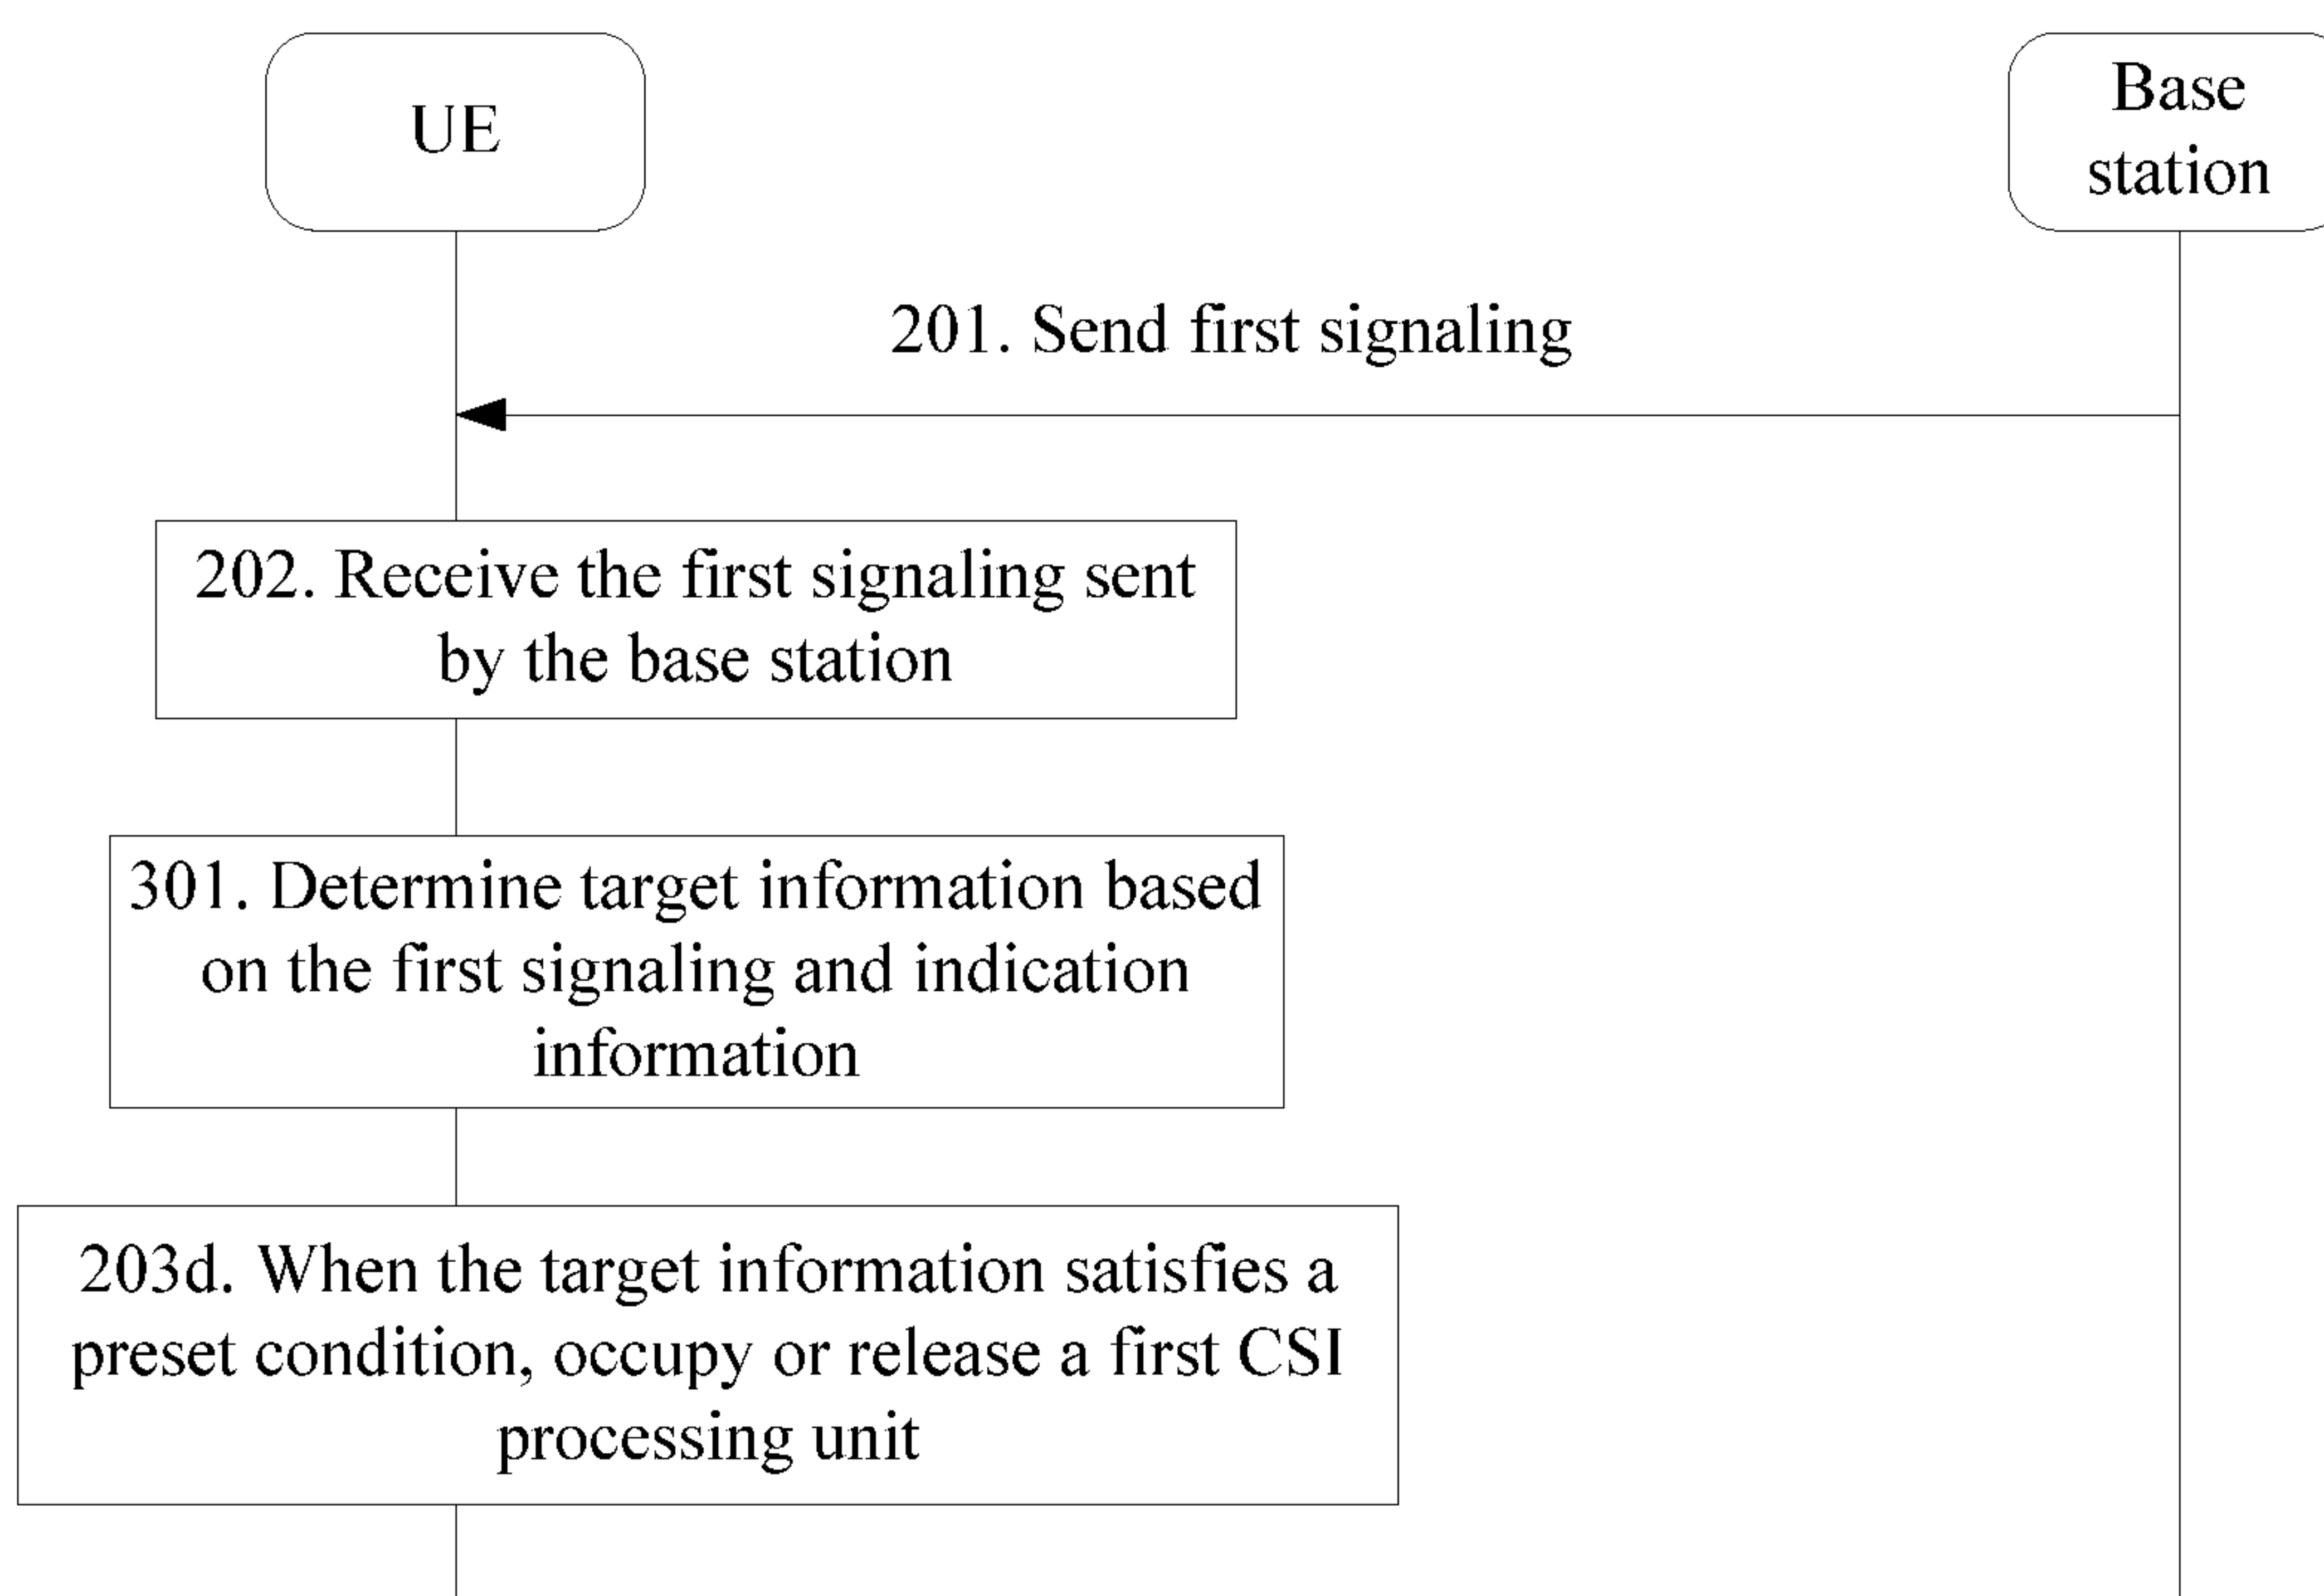 UE
Base
station
201. Send first signaling
202. Receive the first signaling sent
by the base station
301. Determine target information based
on the first signaling and indication
information
203d. When the target information satisfies a
preset condition, occupy or release a first CSI
processing unit